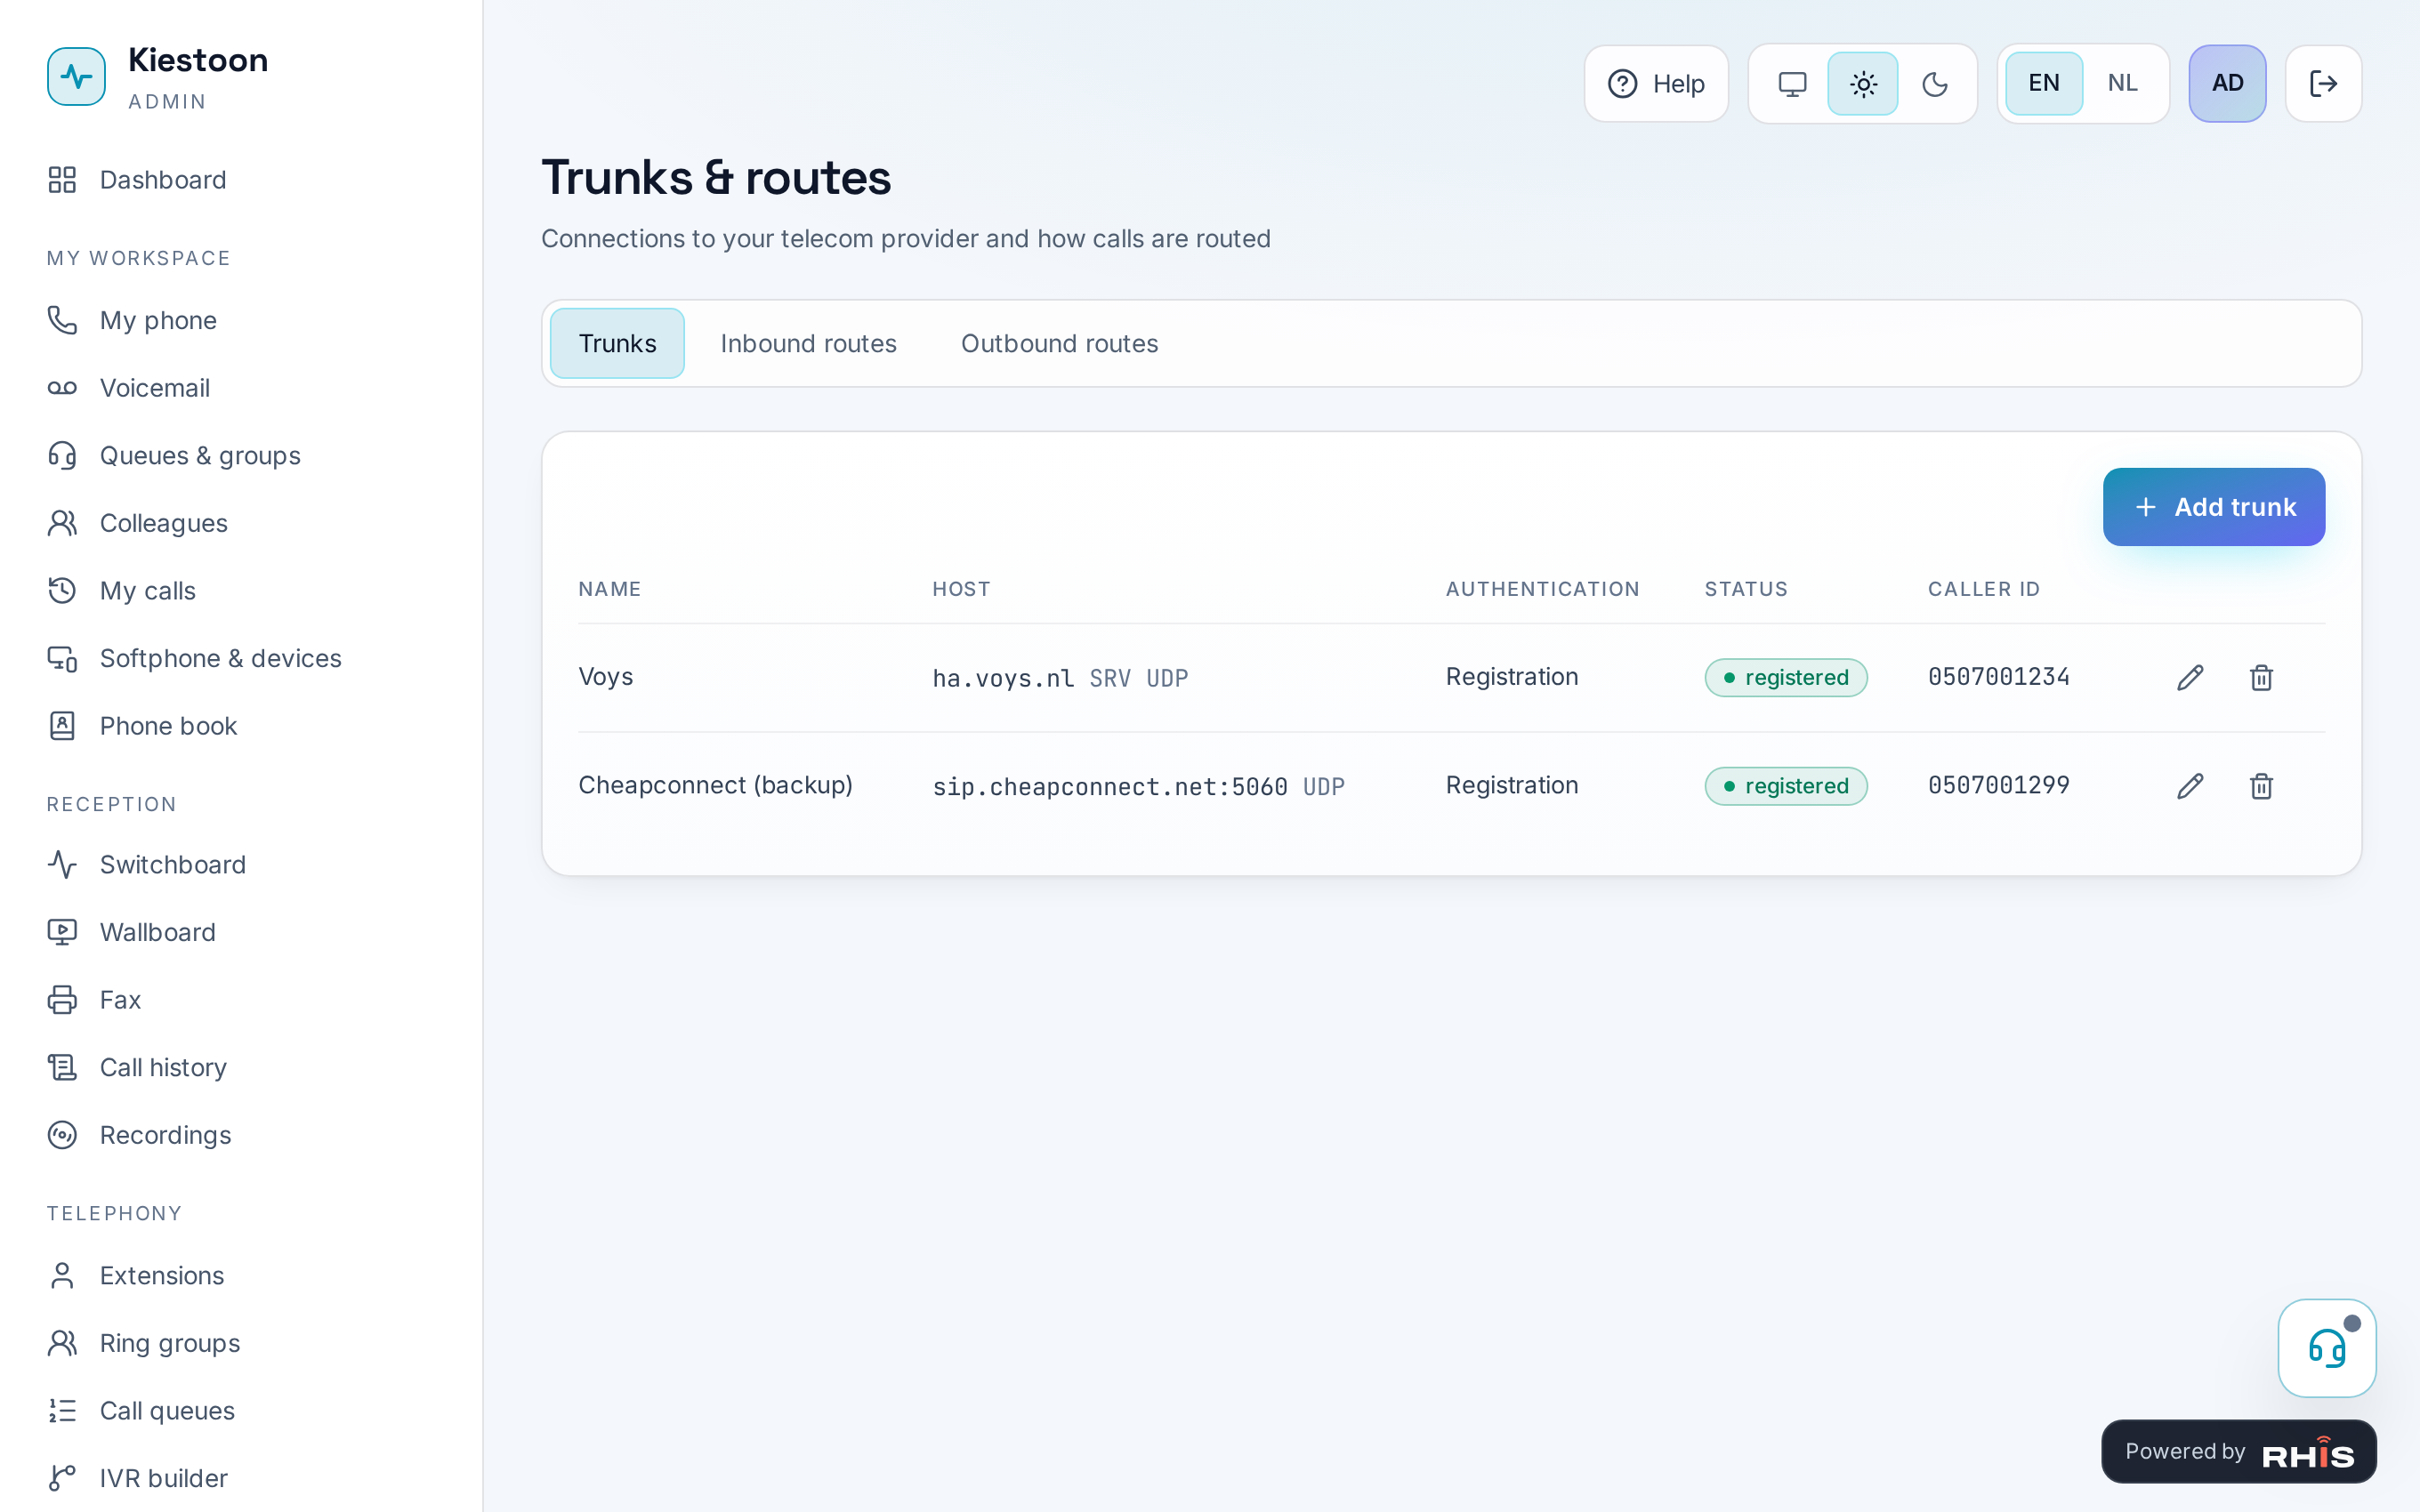 Kiestoon
ADMIN
Dashboard
MY WORKSPACE
My phone
Voicemail
Queues & groups
Colleagues
My calls
Softphone & devices
Phone book
RECEPTION
Switchboard
Wallboard
Fax
Call history
Recordings
TELEPHONY
Extensions
Ring groups
Call queues
IVR builder
Help
EN NL
AD
Trunks & routes
Connections to your telecom provider and how calls are routed
Trunks Inbound routes Outbound routes
Add trunk
NAME HOST AUTHENTICATION STATUS CALLER ID
Voys ha.voys.nl SRV UDP Registration registered 0507001234
Cheapconnect (backup) sip.cheapconnect.net:5060 UDP Registration registered 0507001299
Powered by RHIS